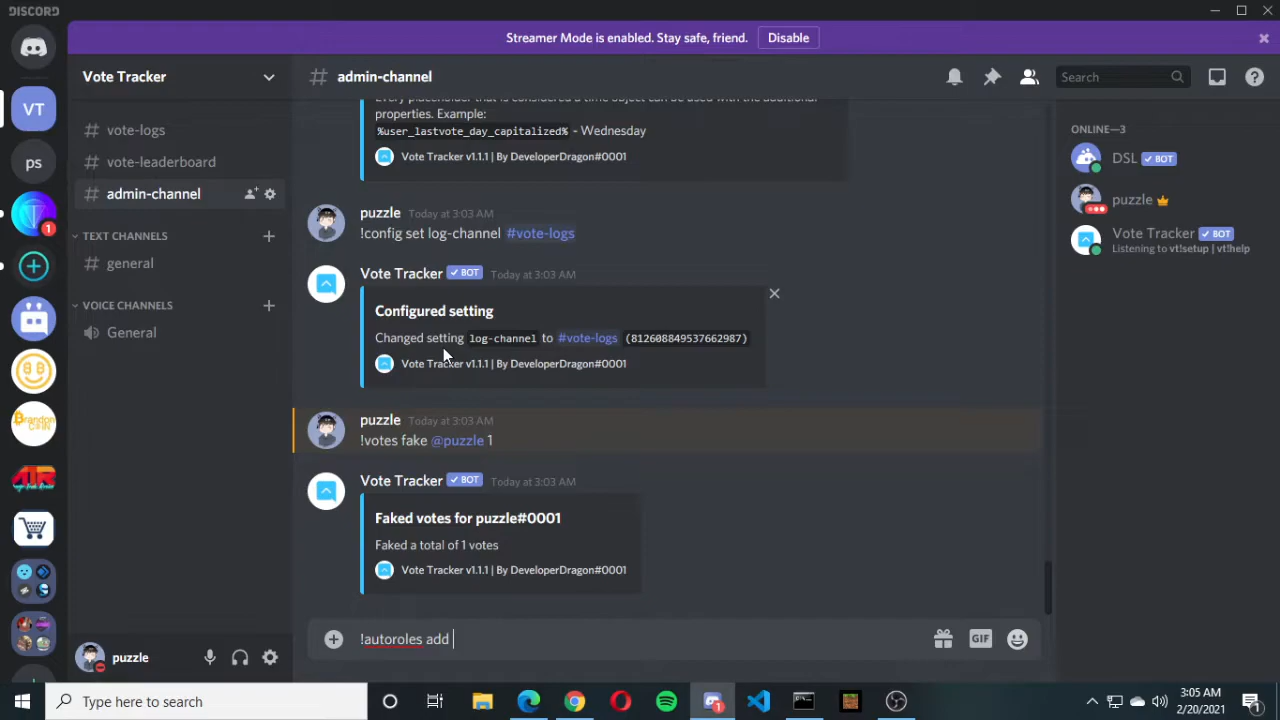 DISCORD
Streamer Mode is enabled. Stay safe, friend.
Disable
VT
ps
1
Brandon
COIN
ATR
Vote Tracker
vote-logs
vote-leaderboard
admin-channel
TEXT CHANNELS
general
VOICE CHANNELS
General
puzzle
# admin-channel
Search
properties. Example:
%user_lastvote_day_capitalized% - Wednesday
Vote Tracker v1.1.1 | By DeveloperDragon#0001
puzzle Today at 3:03 AM
!config set log-channel #vote-logs
Vote Tracker BOT Today at 3:03 AM
Configured setting
Changed setting log-channel to #vote-logs (812608849537662987)
Vote Tracker v1.1.1 | By DeveloperDragon#0001
puzzle Today at 3:03 AM
!votes fake @puzzle 1
Vote Tracker BOT Today at 3:03 AM
Faked votes for puzzle#0001
Faked a total of 1 votes
Vote Tracker v1.1.1 | By DeveloperDragon#0001
!autoroles add
GIF
ONLINE—3
DSL BOT
puzzle
Vote Tracker BOT
Listening to vt!setup | vt!help
Type here to search
1
3:05 AM
2/20/2021
1